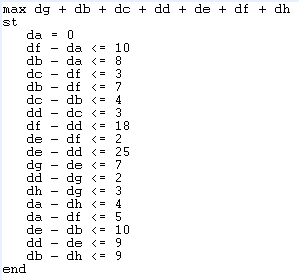 max dg + db + dc + dd + de + df + dh
st
da = 0
df - da <= 10
db - da <= 8
dc - df <= 3
db - df <= 7
dc - db <= 4
dd - dc <= 3
df - dd <= 18
de - df <= 2
de - dd <= 25
dg - de <= 7
dd - dg <= 2
dh - dg <= 3
da - dh <= 4
da - df <= 5
de - db <= 10
dd - de <= 9
db - dh <= 9
end